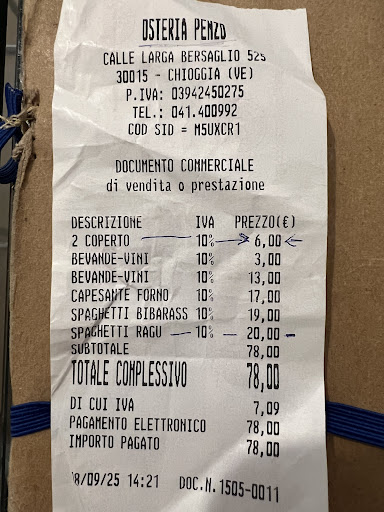 OSTERIA PENZO
CALLE LARGA BERSAGLIO 525
30015 - CHIOGGIA (VE)
P.IVA: 03942450275
TEL.: 041.400992
COD SID = M5UXCR1
DOCUMENTO COMMERCIALE
di vendita o prestazione
DESCRIZIONE IVA PREZZO(€)
2 COPERTO 10% 6,00
BEVANDE-VINI 10% 3,00
BEVANDE-VINI 10% 13,00
CAPESANTE FORNO 10% 17,00
SPAGHETTI BIBARASS 10% 19,00
SPAGHETTI RAGU 10% 20,00
SUBTOTALE 78,00
TOTALE COMPLESSIVO 78,00
DI CUI IVA 7,09
PAGAMENTO ELETTRONICO 78,00
IMPORTO PAGATO 78,00
8/09/25 14:21 DOC.N.1505-0011